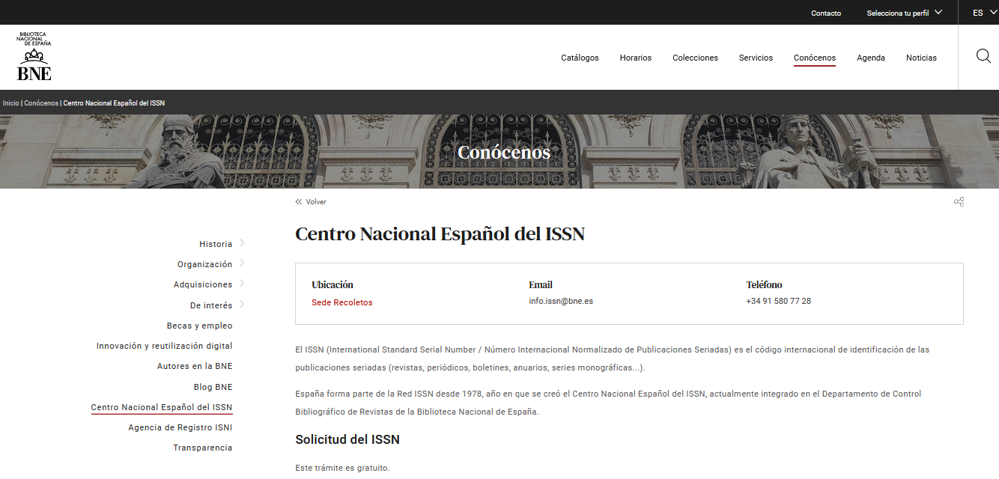 Contacto
Selecciona tu perfil
ES
BIBLIOTECA
NACIONAL
DE ESPAÑA
BNE
Catálogos
Horarios
Colecciones
Servicios
Conócenos
Agenda
Noticias
Inicio | Conócenos | Centro Nacional Español del ISSN
Conócenos
Volver
Historia
Organización
Adquisiciones
De interés
Becas y empleo
Innovación y reutilización digital
Autores en la BNE
Blog BNE
Centro Nacional Español del ISSN
Agencia de Registro ISNI
Transparencia
Centro Nacional Español del ISSN
Ubicación
Sede Recoletos
Email
info.issn@bne.es
Teléfono
+34 91 580 77 28
El ISSN (International Standard Serial Number / Número Internacional Normalizado de Publicaciones Seriadas) es el código internacional de identificación de las
publicaciones seriadas (revistas, periódicos, boletines, anuarios, series monográficas...).
España forma parte de la Red ISSN desde 1978, año en que se creó el Centro Nacional Español del ISSN, actualmente integrado en el Departamento de Control
Bibliográfico de Revistas de la Biblioteca Nacional de España.
Solicitud del ISSN
Este trámite es gratuito.